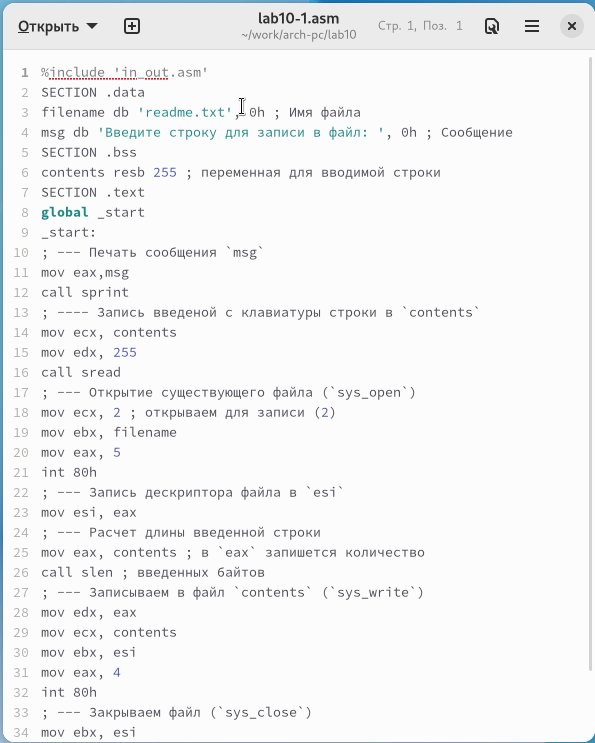 Открыть
lab10-1.asm
~/work/arch-pc/lab10
Стр. 1, Поз. 1
1 %include 'in_out.asm'
2 SECTION .data
3 filename db 'readme.txt', 0h ; Имя файла
4 msg db 'Введите строку для записи в файл: ', 0h ; Сообщение
5 SECTION .bss
6 contents resb 255 ; переменная для вводимой строки
7 SECTION .text
8 global _start
9 _start:
10 ; --- Печать сообщения `msg`
11 mov eax,msg
12 call sprint
13 ; ---- Запись введеной с клавиатуры строки в `contents`
14 mov ecx, contents
15 mov edx, 255
16 call sread
17 ; --- Открытие существующего файла (`sys_open`)
18 mov ecx, 2 ; открываем для записи (2)
19 mov ebx, filename
20 mov eax, 5
21 int 80h
22 ; --- Запись дескриптора файла в `esi`
23 mov esi, eax
24 ; --- Расчет длины введенной строки
25 mov eax, contents ; в `eax` запишется количество
26 call slen ; введенных байтов
27 ; --- Записываем в файл `contents` (`sys_write`)
28 mov edx, eax
29 mov ecx, contents
30 mov ebx, esi
31 mov eax, 4
32 int 80h
33 ; --- Закрываем файл (`sys_close`)
34 mov ebx, esi